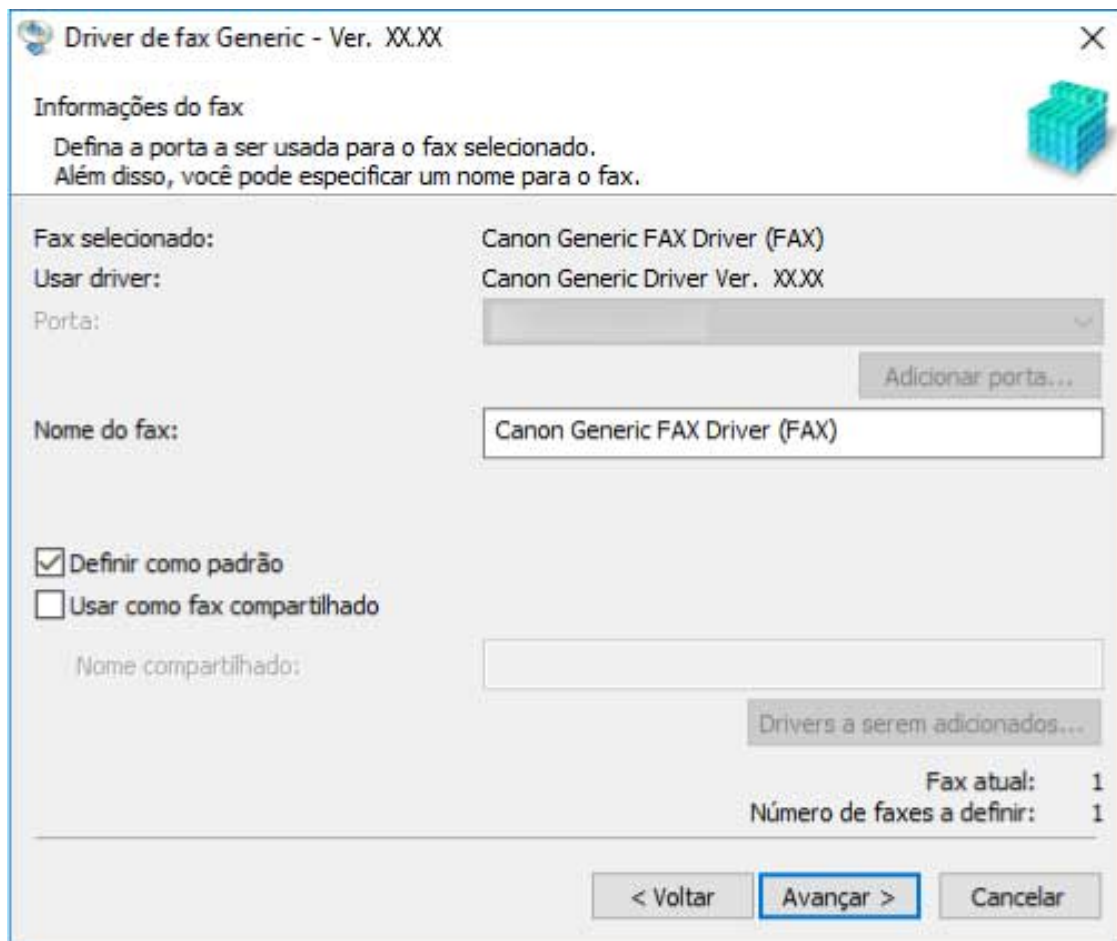 Driver de fax Generic - Ver. XX.XX
Informações do fax
Defina a porta a ser usada para o fax selecionado.
Além disso, você pode especificar um nome para o fax.
Fax selecionado: Canon Generic FAX Driver (FAX)
Usar driver: Canon Generic Driver Ver. XX.XX
Porta:
Adicionar porta...
Nome do fax: Canon Generic FAX Driver (FAX)
Definir como padrão
Usar como fax compartilhado
Nome compartilhado:
Drivers a serem adicionados...
Fax atual: 1
Número de faxes a definir: 1
< Voltar Avançar > Cancelar